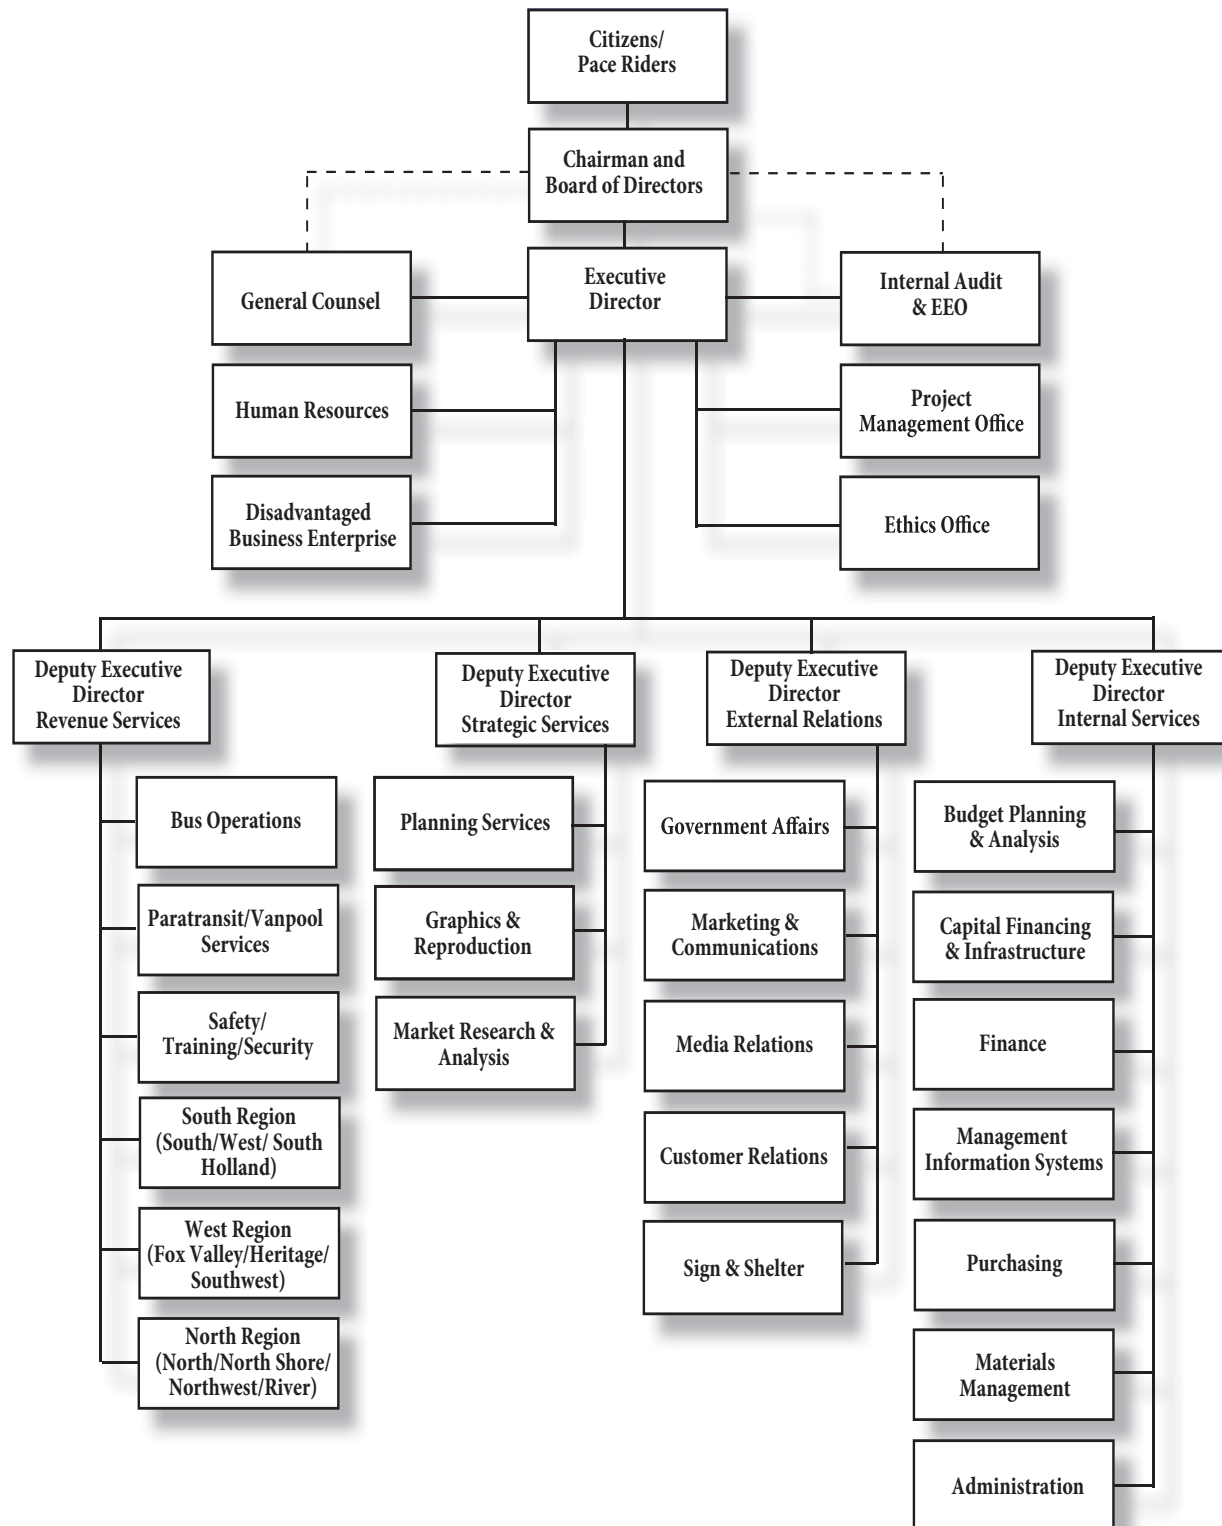 Citizens/
Pace Riders
Chairman and
Board of Directors
General Counsel
Executive
Director
Internal Audit
& EEO
Human Resources
Project
Management Office
Disadvantaged
Business Enterprise
Ethics Office
Deputy Executive
Director
Revenue Services
Deputy Executive
Director
Strategic Services
Deputy Executive
Director
External Relations
Deputy Executive
Director
Internal Services
Bus Operations
Paratransit/Vanpool
Services
Safety/
Training/Security
South Region
(South/West/ South
Holland)
West Region
(Fox Valley/Heritage/
Southwest)
North Region
(North/North Shore/
Northwest/River)
Planning Services
Graphics &
Reproduction
Market Research &
Analysis
Government Affairs
Marketing &
Communications
Media Relations
Customer Relations
Sign & Shelter
Budget Planning
& Analysis
Capital Financing
& Infrastructure
Finance
Management
Information Systems
Purchasing
Materials
Management
Administration